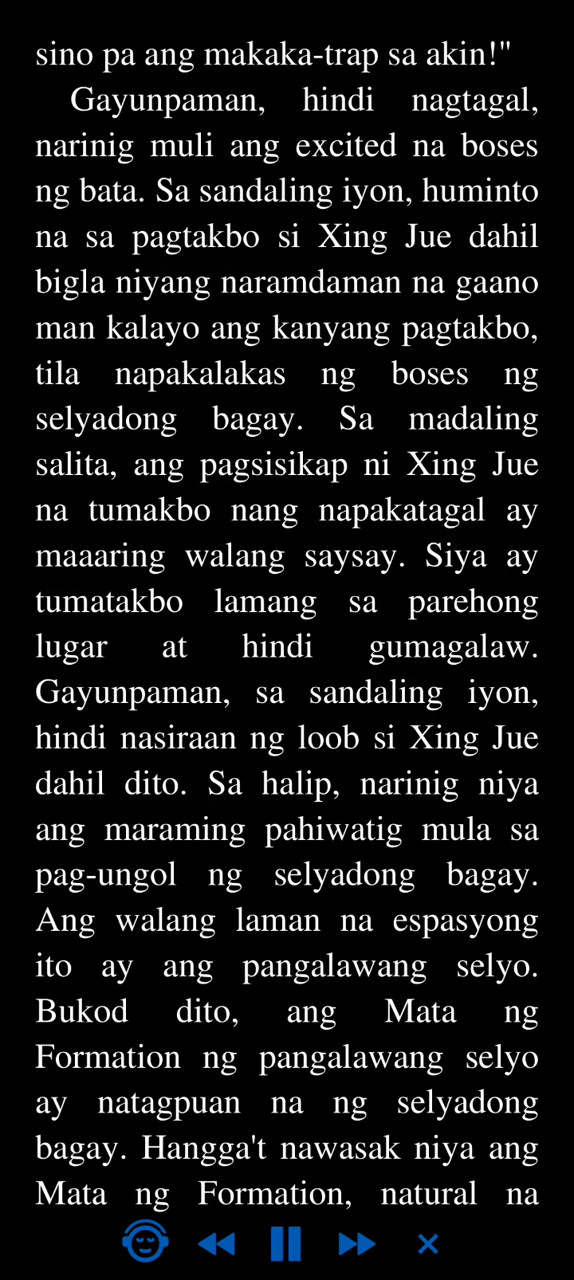 sino pa ang makaka-trap sa akin!"
Gayunpaman, hindi nagtagal,
narinig muli ang excited na boses
ng bata. Sa sandaling iyon, huminto
na sa pagtakbo si Xing Jue dahil
bigla niyang naramdaman na gaano
man kalayo ang kanyang pagtakbo,
tila napakalakas ng boses ng
selyadong bagay. Sa madaling
salita, ang pagsisikap ni Xing Jue
na tumakbo nang napakatagal ay
maaaring walang saysay. Siya ay
tumatakbo lamang sa parehong
lugar at hindi gumagalaw.
Gayunpaman, sa sandaling iyon,
hindi nasiraan ng loob si Xing Jue
dahil dito. Sa halip, narinig niya
ang maraming pahiwatig mula sa
pag-ungol ng selyadong bagay.
Ang walang laman na espasyong
ito ay ang pangalawang selyo.
Bukod dito, ang Mata ng
Formation ng pangalawang selyo
ay natagpuan na ng selyadong
bagay. Hangga't nawasak niya ang
Mata ng Formation, natural na